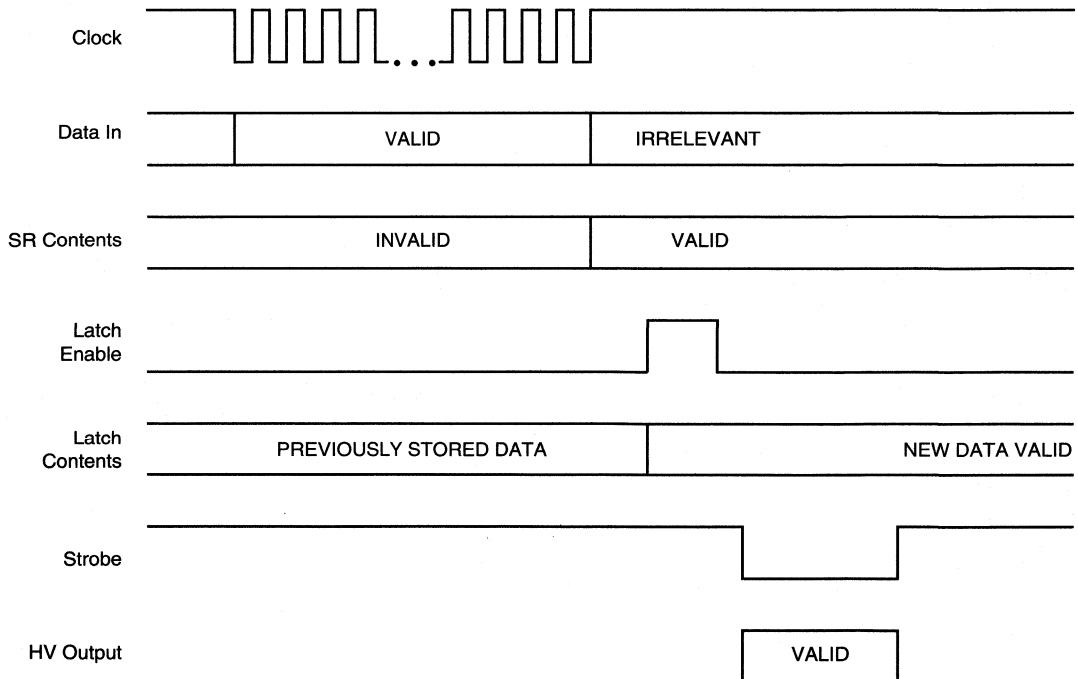 Clock
Data In
VALID
IRRELEVANT
SR Contents
INVALID
VALID
Latch
Enable
Latch
Contents
PREVIOUSLY STORED DATA
NEW DATA VALID
Strobe
HV Output
VALID